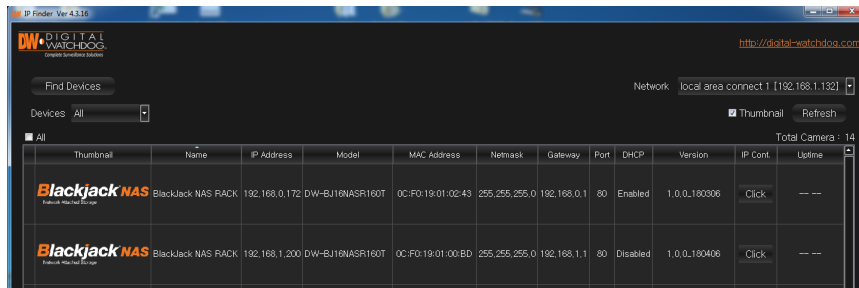 IP Finder Ver 4.3.16
DW DIGITAL WATCHDOG.
Complete Surveillance Solutions
http://digital-watchdog.com
Find Devices
Network local area connect 1 [192.168.1.132]
Devices All
Thumbnail Refresh
All
Total Camera : 14
Thumbnail Name IP Address Model MAC Address Netmask Gateway Port DHCP Version IP Cont. Uptime
Blackjack NAS BlackJack NAS RACK 192,168,0,172 DW-BJ16NASR160T 0C:F0:19:01:02:43 255,255,255,0 192,168,0,1 80 Enabled 1,0,0_180306 Click -- --
Network Attached Storage
Blackjack NAS BlackJack NAS RACK 192,168,1,200 DW-BJ16NASR160T 0C:F0:19:01:00:BD 255,255,255,0 192,168,1,1 80 Disabled 1,0,0_180406 Click -- --
Network Attached Storage